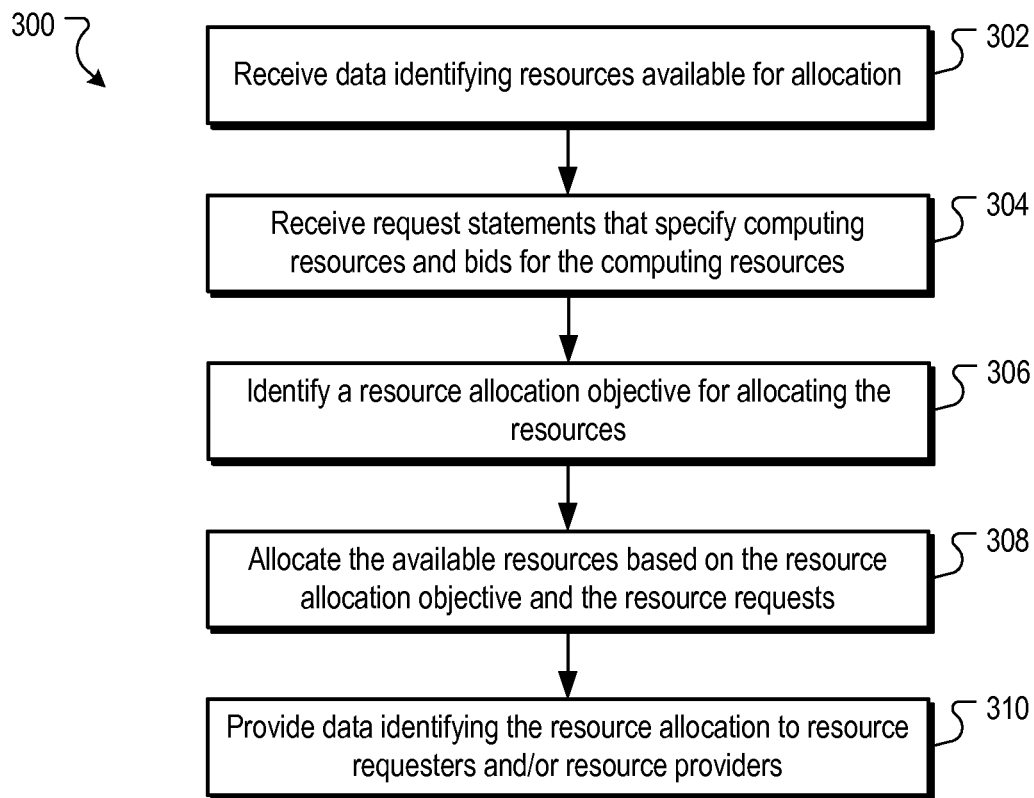 300
302
Receive data identifying resources available for allocation
304
Receive request statements that specify computing
resources and bids for the computing resources
306
Identify a resource allocation objective for allocating the
resources
308
Allocate the available resources based on the resource
allocation objective and the resource requests
310
Provide data identifying the resource allocation to resource
requesters and/or resource providers